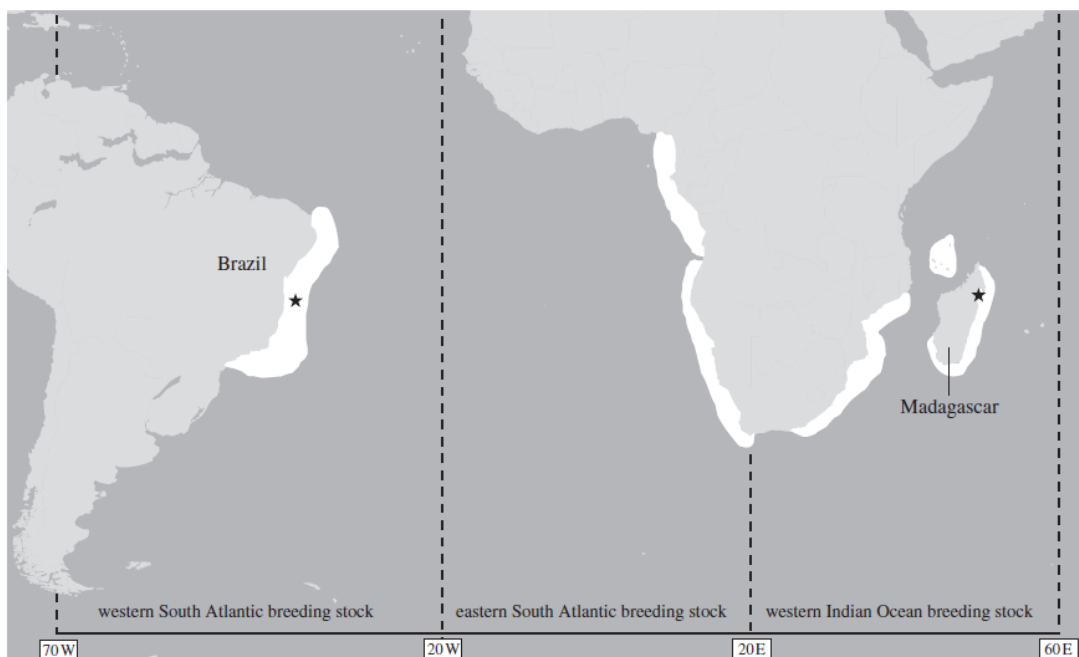 Brazil
Madagascar
western South Atlantic breeding stock
eastern South Atlantic breeding stock
western Indian Ocean breeding stock
70 W
20 W
20 E
60 E